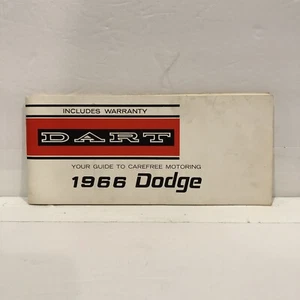 INCLUDES WARRANTY
DART
YOUR GUIDE TO CAREFREE MOTORING
1966 Dodge